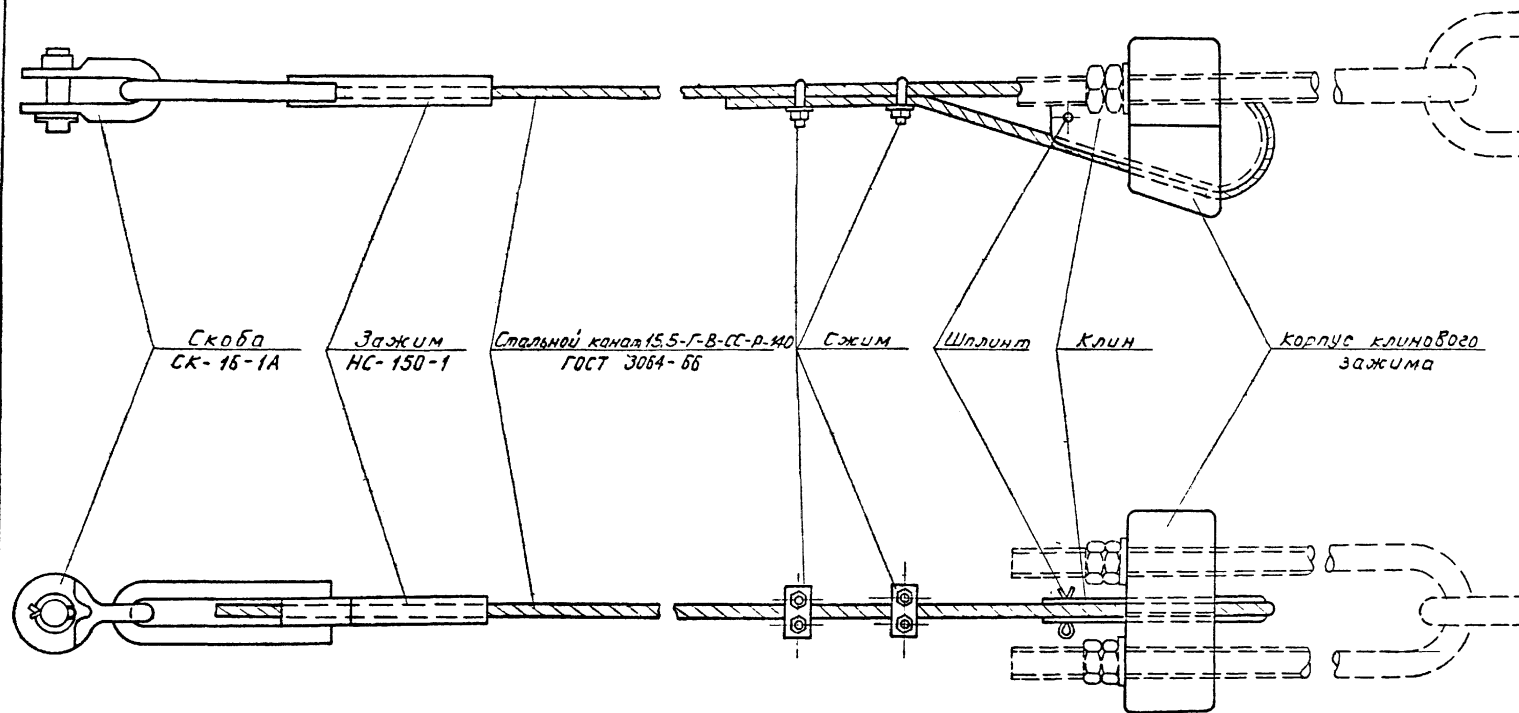 Скоба
СК-16-1А
Зажим
НС-150-1
Стальной канат 15.5-Г-В-СС-Р-140
ГОСТ 3064-66
Сжим
Шплинт
Клин
Корпус клинового
зажима